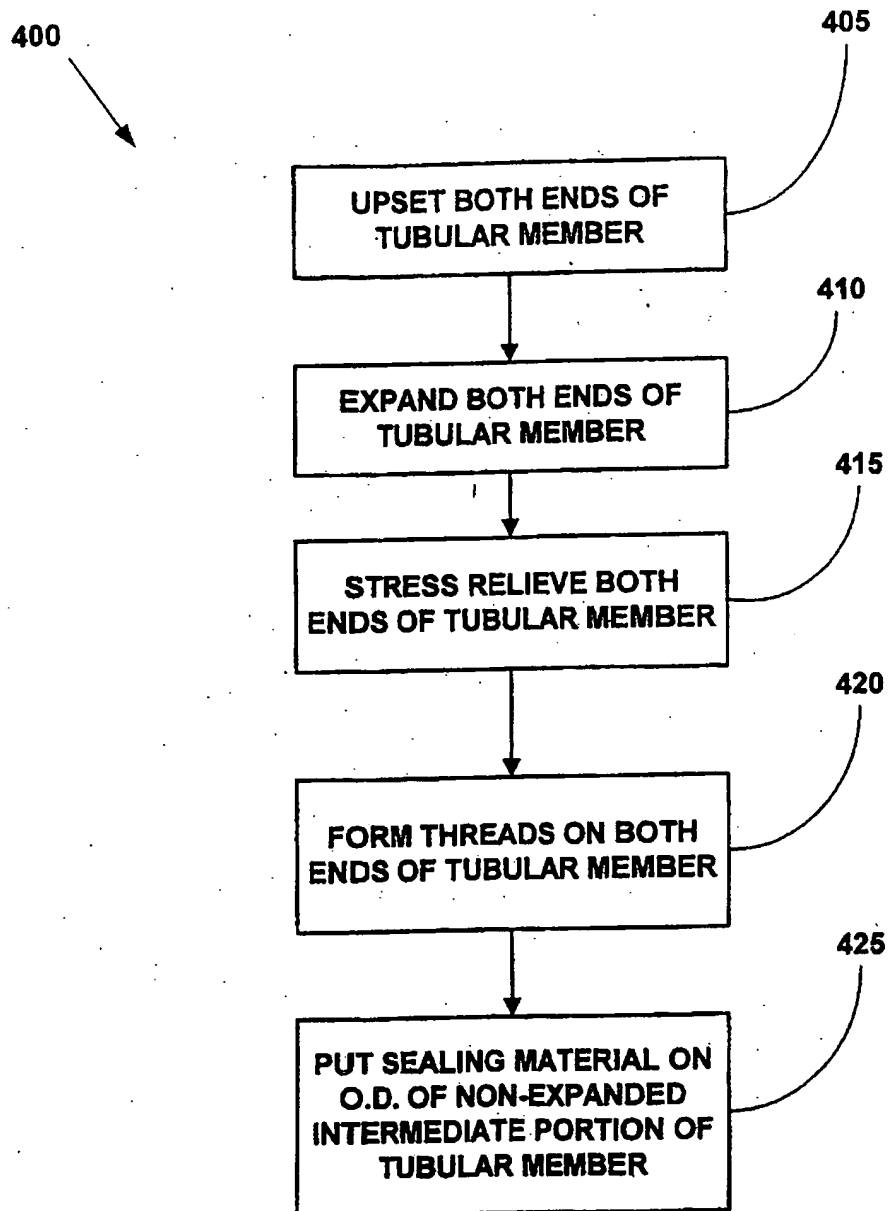 400
405
UPSET BOTH ENDS OF
TUBULAR MEMBER
410
EXPAND BOTH ENDS OF
TUBULAR MEMBER
415
STRESS RELIEVE BOTH
ENDS OF TUBULAR MEMBER
420
FORM THREADS ON BOTH
ENDS OF TUBULAR MEMBER
425
PUT SEALING MATERIAL ON
O.D. OF NON-EXPANDED
INTERMEDIATE PORTION OF
TUBULAR MEMBER